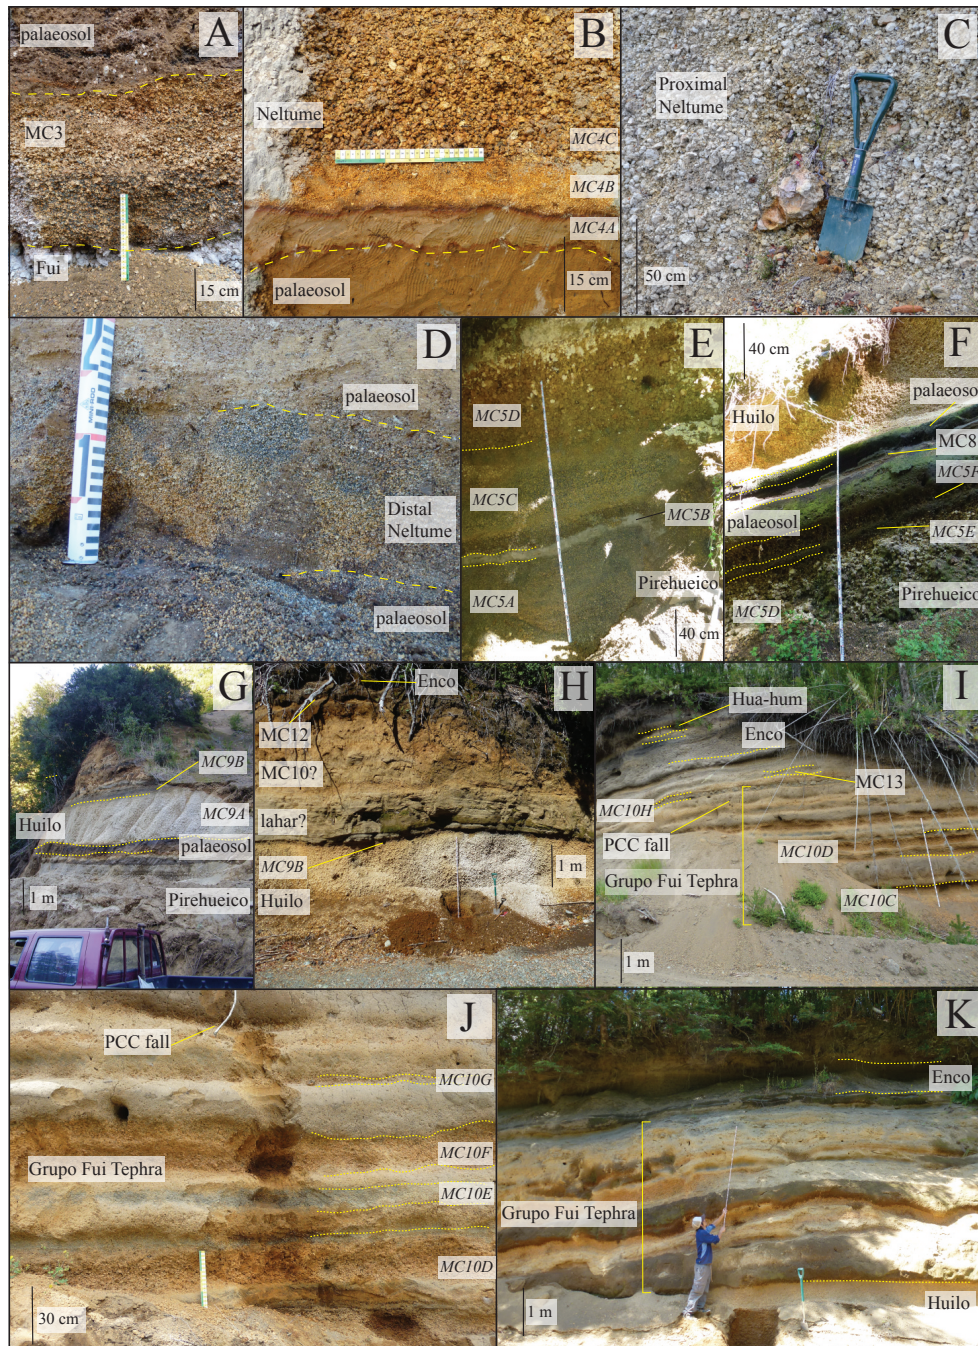 A
palaeosol
MC3
Fui
15 cm
B
Neltume
MC4C
MC4B
MC4A
palaeosol
15 cm
C
Proximal
Neltume
50 cm
D
palaeosol
Distal
Neltume
palaeosol
E
MC5D
MC5C
MC5B
Pirehueico
MC5A
40 cm
F
40 cm
palaeosol
Huilo
MC8
MC5F
palaeosol
MC5E
Pirehueico
MC5D
G
MC9B
Huilo
MC9A
palaeosol
1 m
Pirehueico
H
Enco
MC12
MC10?
lahar?
MC9B
1 m
Huilo
I
Hua-hum
Enco
MC13
MC10H
PCC fall
MC10D
Grupo Fui Tephra
MC10C
1 m
J
PCC fall
MC10G
MC10F
Grupo Fui Tephra
MC10E
MC10D
30 cm
K
Enco
Grupo Fui Tephra
1 m
Huilo